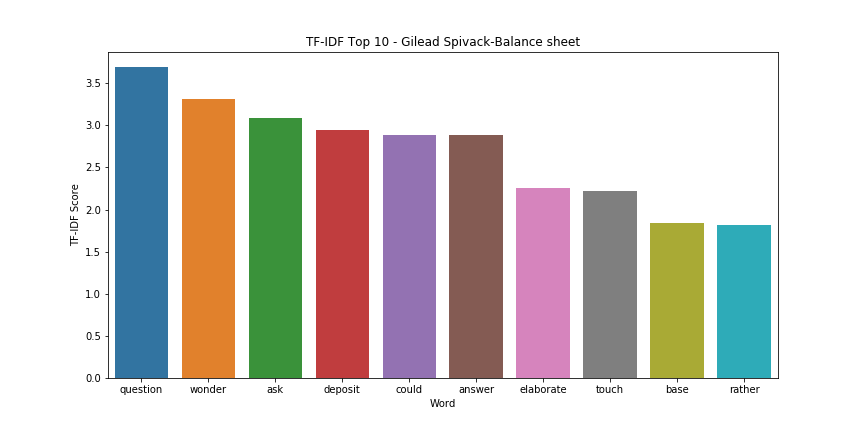 TF-IDF Top 10 - Gilead Spivack-Balance sheet
TF-IDF Score
3.5
3.0
2.5
2.0
1.5
1.0
0.5
0.0
question wonder ask deposit could answer elaborate touch base rather
Word